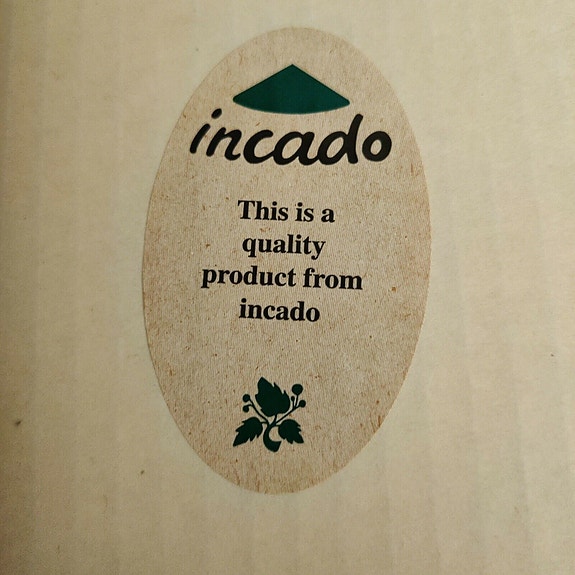 incado
This is a
quality
product from
incado